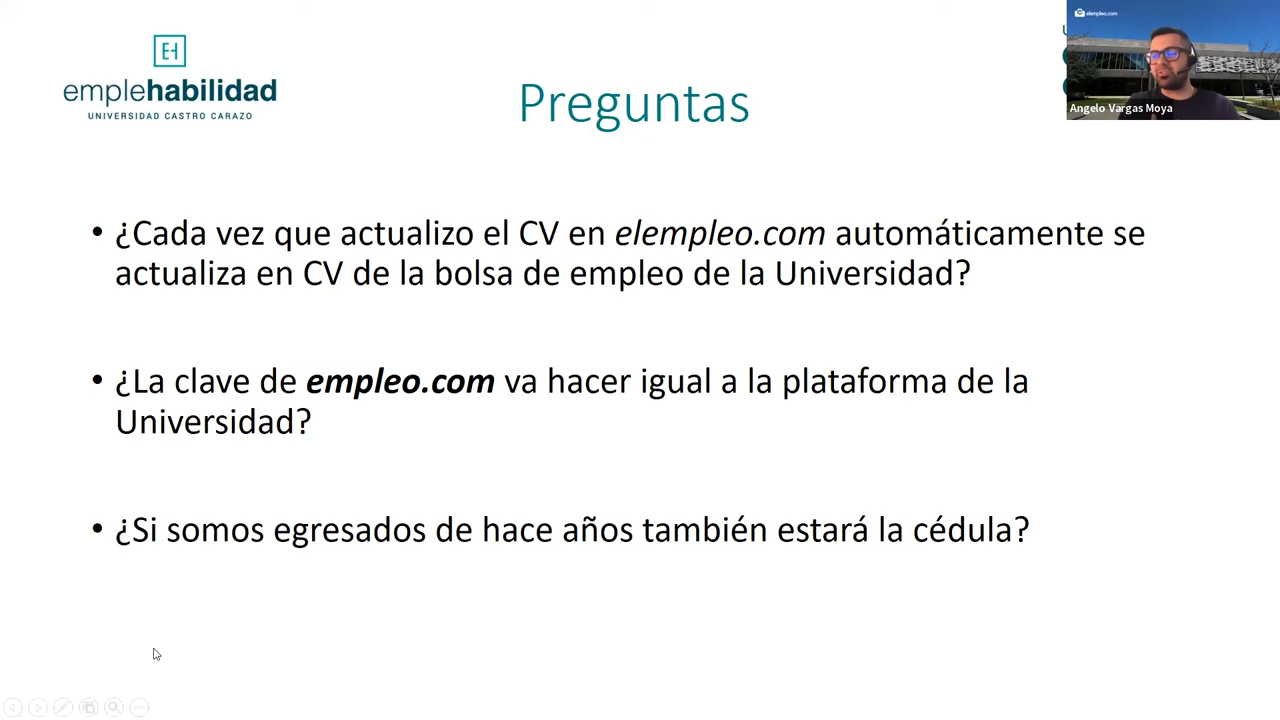 EH
emplehabilidad
UNIVERSIDAD CASTRO CARAZO
Preguntas
elempleo.com
Angelo Vargas Moya
• ¿Cada vez que actualizo el CV en elempleo.com automáticamente se
actualiza en CV de la bolsa de empleo de la Universidad?
• ¿La clave de empleo.com va hacer igual a la plataforma de la
Universidad?
• ¿Si somos egresados de hace años también estará la cédula?